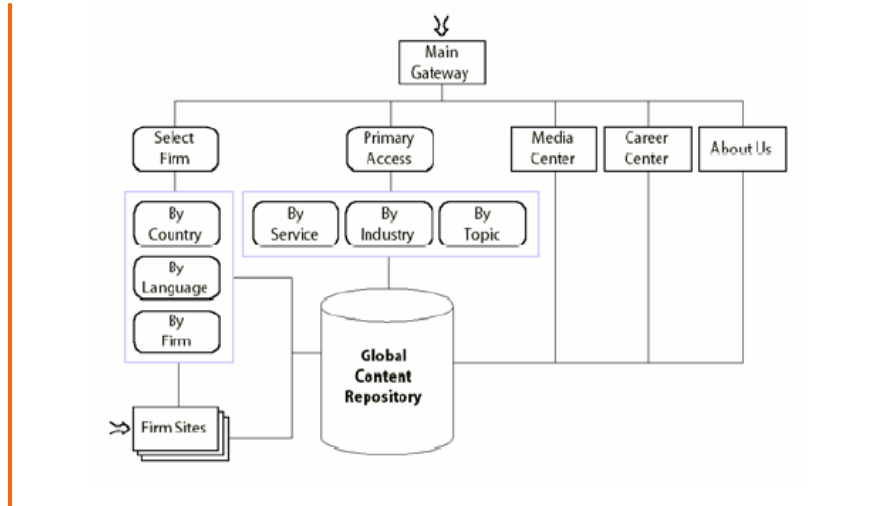 Main
Gateway
Select
Firm
Primary
Access
Media
Center
Career
Center
About Us
By
Country
By
Language
By
Firm
By
Service
By
Industry
By
Topic
Global
Content
Repository
Firm Sites